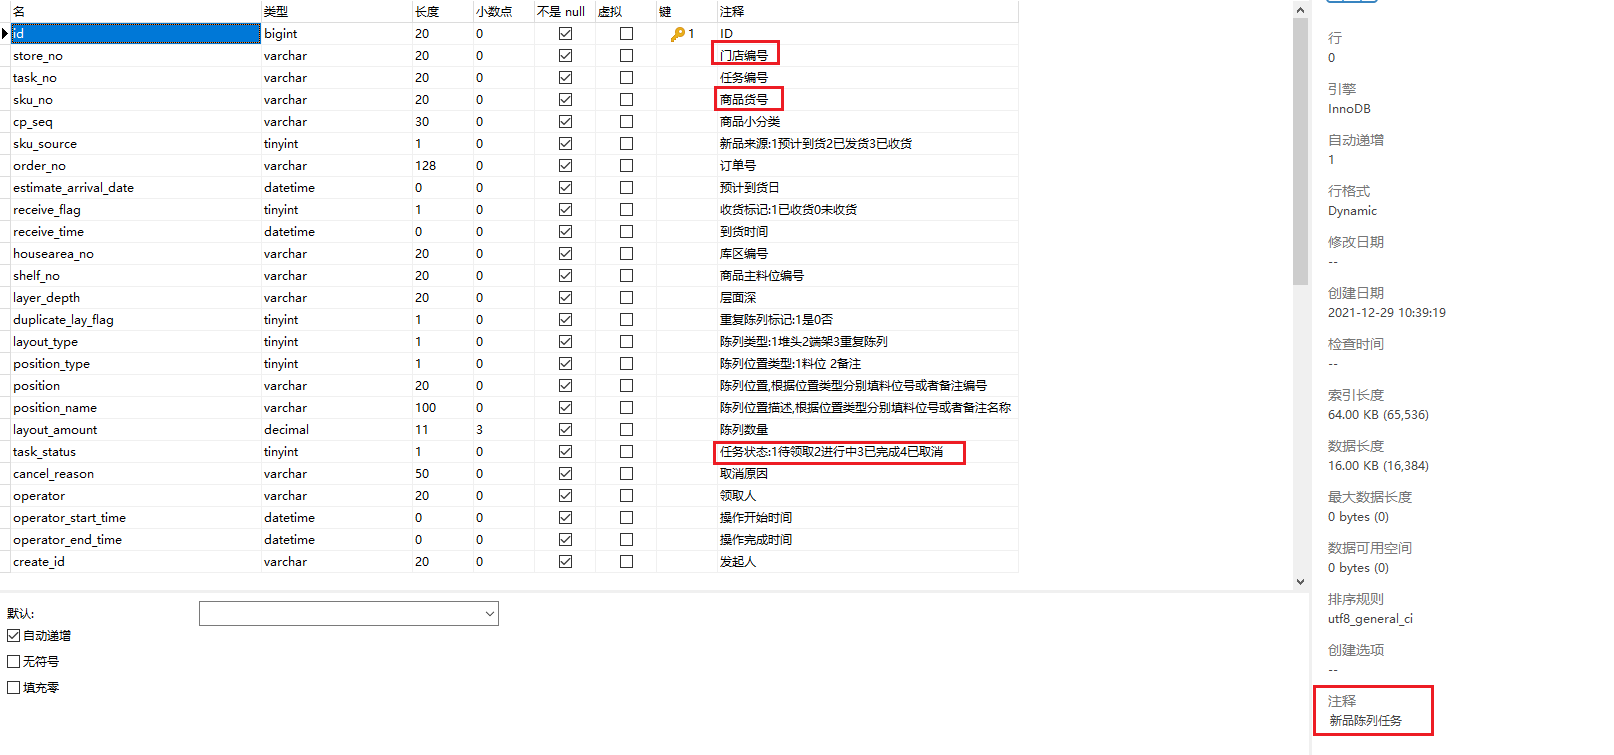 名 类型 长度 小数点 不是 null 虚拟 键 注释
id bigint 20 0 1 ID
store_no varchar 20 0 门店编号
task_no varchar 20 0 任务编号
sku_no varchar 20 0 商品货号
cp_seq varchar 30 0 商品小分类
sku_source tinyint 1 0 新品来源:1预计到货2已发货3已收货
order_no varchar 128 0 订单号
estimate_arrival_date datetime 0 0 预计到货日
receive_flag tinyint 1 0 收货标记:1已收货0未收货
receive_time datetime 0 0 到货时间
housearea_no varchar 20 0 库区编号
shelf_no varchar 20 0 商品主料位编号
layer_depth varchar 20 0 层面深
duplicate_lay_flag tinyint 1 0 重复陈列标记:1是0否
layout_type tinyint 1 0 陈列类型:1堆头2端架3重复陈列
position_type tinyint 1 0 陈列位置类型:1料位 2备注
position varchar 20 0 陈列位置,根据位置类型分别填料位号或者备注编号
position_name varchar 100 0 陈列位置描述,根据位置类型分别填料位号或者备注名称
layout_amount decimal 11 3 陈列数量
task_status tinyint 1 0 任务状态:1待领取2进行中3已完成4已取消
cancel_reason varchar 50 0 取消原因
operator varchar 20 0 领取人
operator_start_time datetime 0 0 操作开始时间
operator_end_time datetime 0 0 操作完成时间
create_id varchar 20 0 发起人
默认:
自动递增
无符号
填充零
行
0
引擎
InnoDB
自动递增
1
行格式
Dynamic
修改日期
--
创建日期
2021-12-29 10:39:19
检查时间
--
索引长度
64.00 KB (65,536)
数据长度
16.00 KB (16,384)
最大数据长度
0 bytes (0)
数据可用空间
0 bytes (0)
排序规则
utf8_general_ci
创建选项
--
注释
新品陈列任务